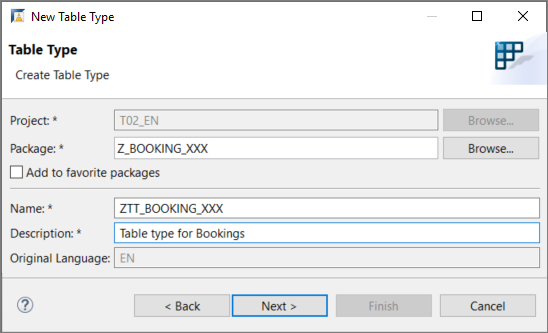 New Table Type
Table Type
Create Table Type
Project: * T02_EN Browse...
Package: * Z_BOOKING_XXX Browse...
Add to favorite packages
Name: * ZTT_BOOKING_XXX
Description: * Table type for Bookings
Original Language: EN
? < Back Next > Finish Cancel